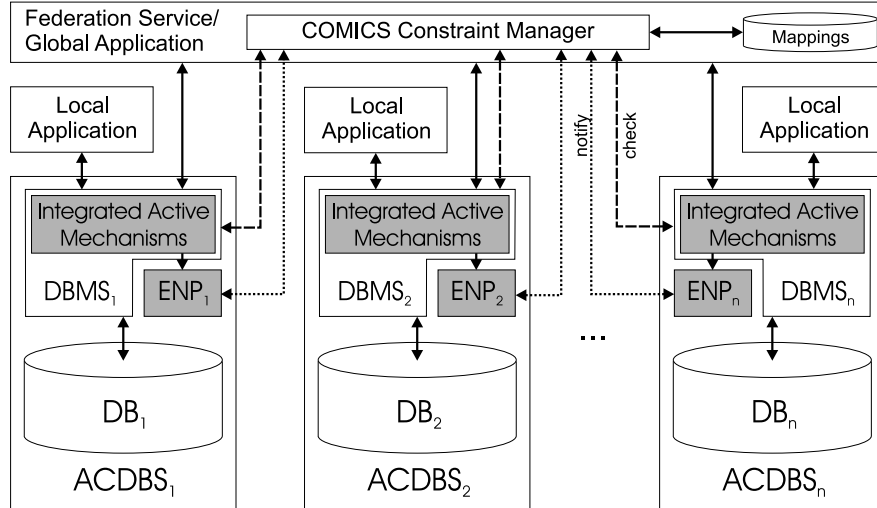 Federation Service/
Global Application
COMICS Constraint Manager
Mappings
Local
Application
Local
Application
notify
check
Local
Application
Integrated Active
Mechanisms
Integrated Active
Mechanisms
Integrated Active
Mechanisms
DBMS₁
ENP₁
DBMS₂
ENP₂
ENPₙ
DBMSₙ
...
DB₁
DB₂
DBₙ
ACDBS₁
ACDBS₂
ACDBSₙ